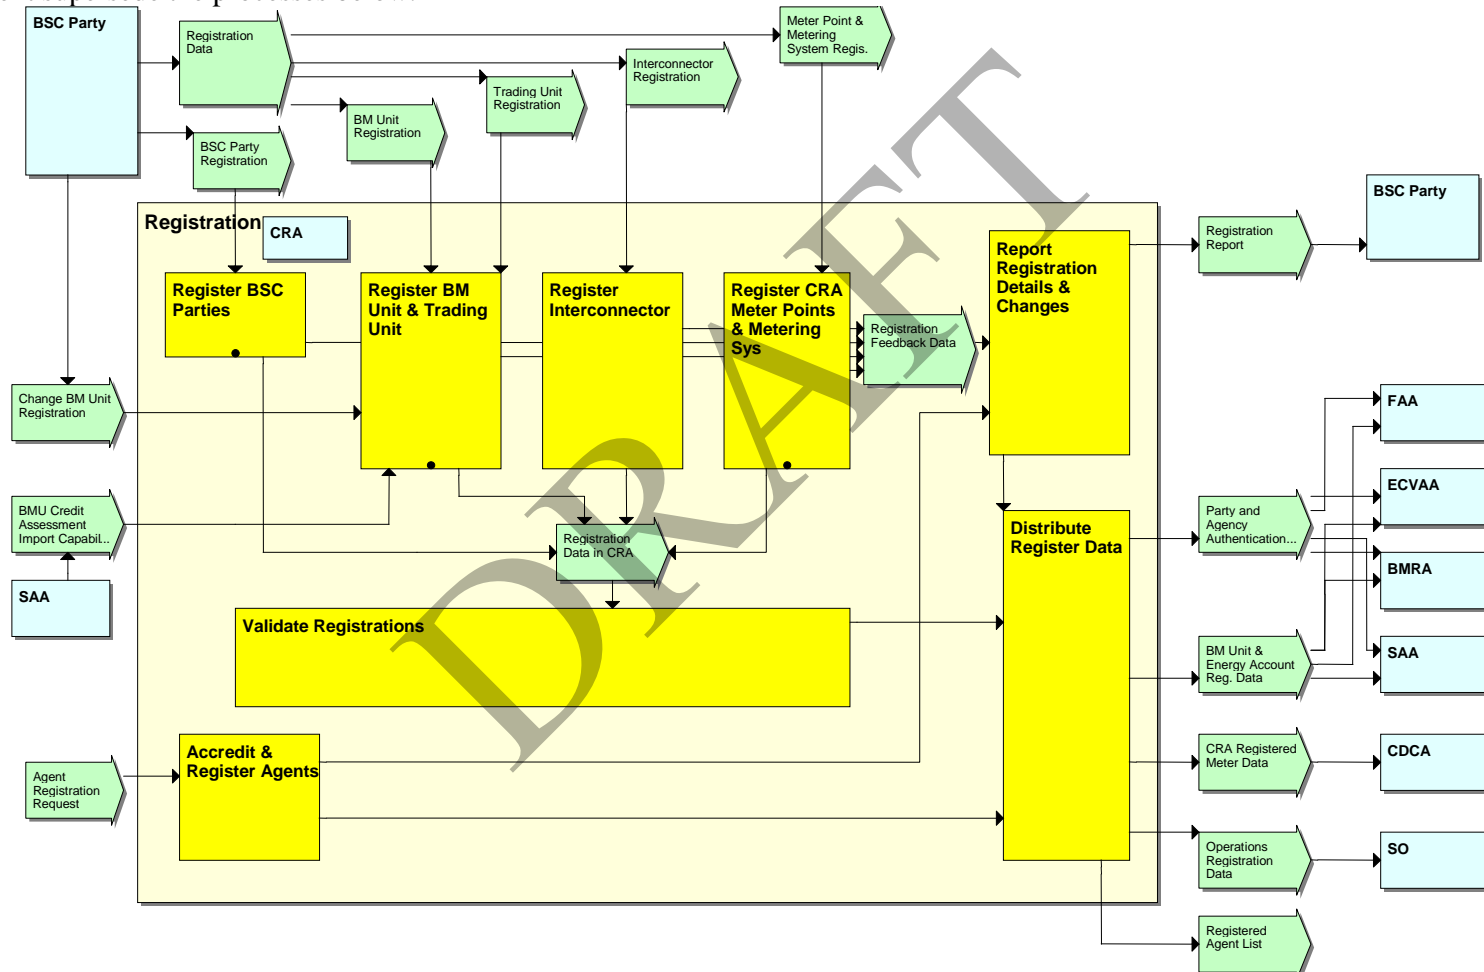 BSC Party
Registration
Data
Meter Point &
Metering
System Regis.
Interconnector
Registration
Trading Unit
Registration
BM Unit
Registration
BSC Party
Registration
Registration
CRA
BSC Party
Registration
Report
Register BSC
Parties
Register BM
Unit & Trading
Unit
Register
Interconnector
Register CRA
Meter Points
& Metering
Sys
Report
Registration
Details &
Changes
Registration
Feedback Data
Change BM Unit
Registration
FAA
BMU Credit
Assessment
Import Capabil...
SAA
Registration
Data in CRA
Distribute
Register Data
Party and
Agency
Authentication...
ECVAA
BMRA
Validate Registrations
BM Unit &
Energy Account
Reg. Data
SAA
Accredit &
Register Agents
Agent
Registration
Request
CRA Registered
Meter Data
CDCA
Operations
Registration
Data
SO
Registered
Agent List
DRAFT